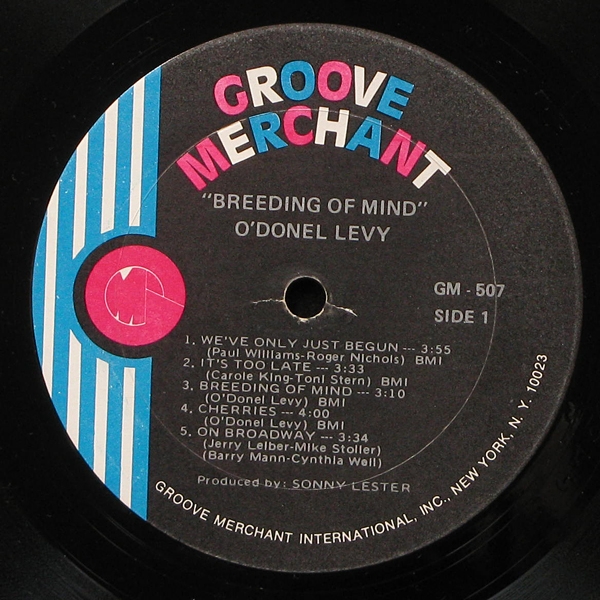 GROOVE
MERCHANT
"BREEDING OF MIND"
O'DONEL LEVY
GM - 507
SIDE 1
1. WE'VE ONLY JUST BEGUN --- 3:55
(Paul Williams-Roger Nichols) BMI
2. IT'S TOO LATE --- 3:33
(Carole King-Toni Stern) BMI
3. BREEDING OF MIND --- 3:10
(O'Donel Levy) BMI
4. CHERRIES --- 4:00
(O'Donel Levy) BMI
5. ON BROADWAY --- 3:34
(Jerry Leiber-Mike Stoller)
(Barry Mann-Cynthia Weil)
Produced by: SONNY LESTER
GROOVE MERCHANT INTERNATIONAL, INC., NEW YORK, N. Y. 10023